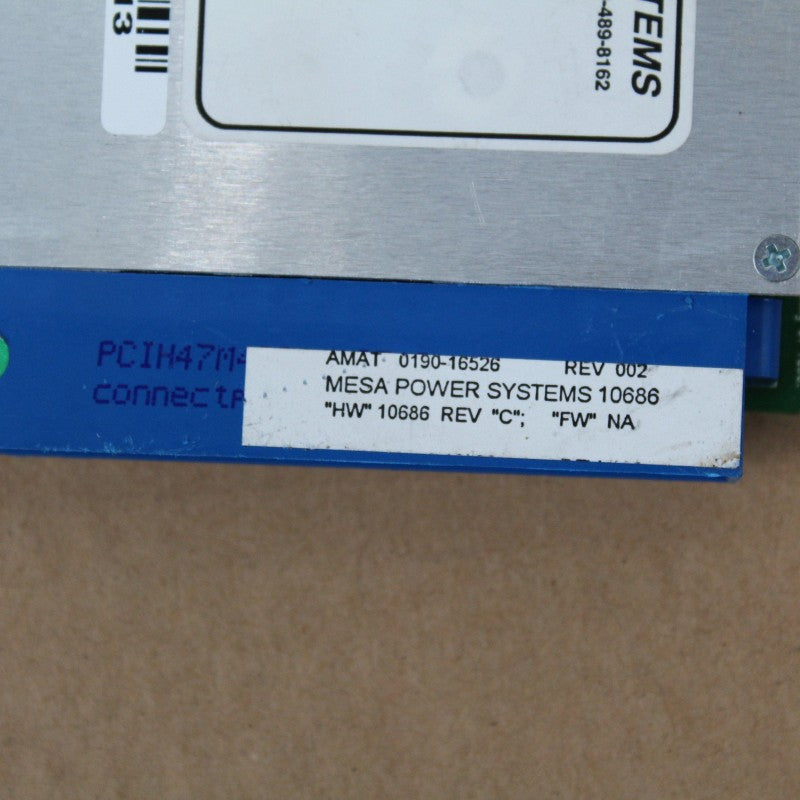 13
-489-8162
TEMS
PCIH47M
connect
AMAT 0190-16526 REV 002
MESA POWER SYSTEMS 10686
"HW" 10686 REV "C"; "FW" NA